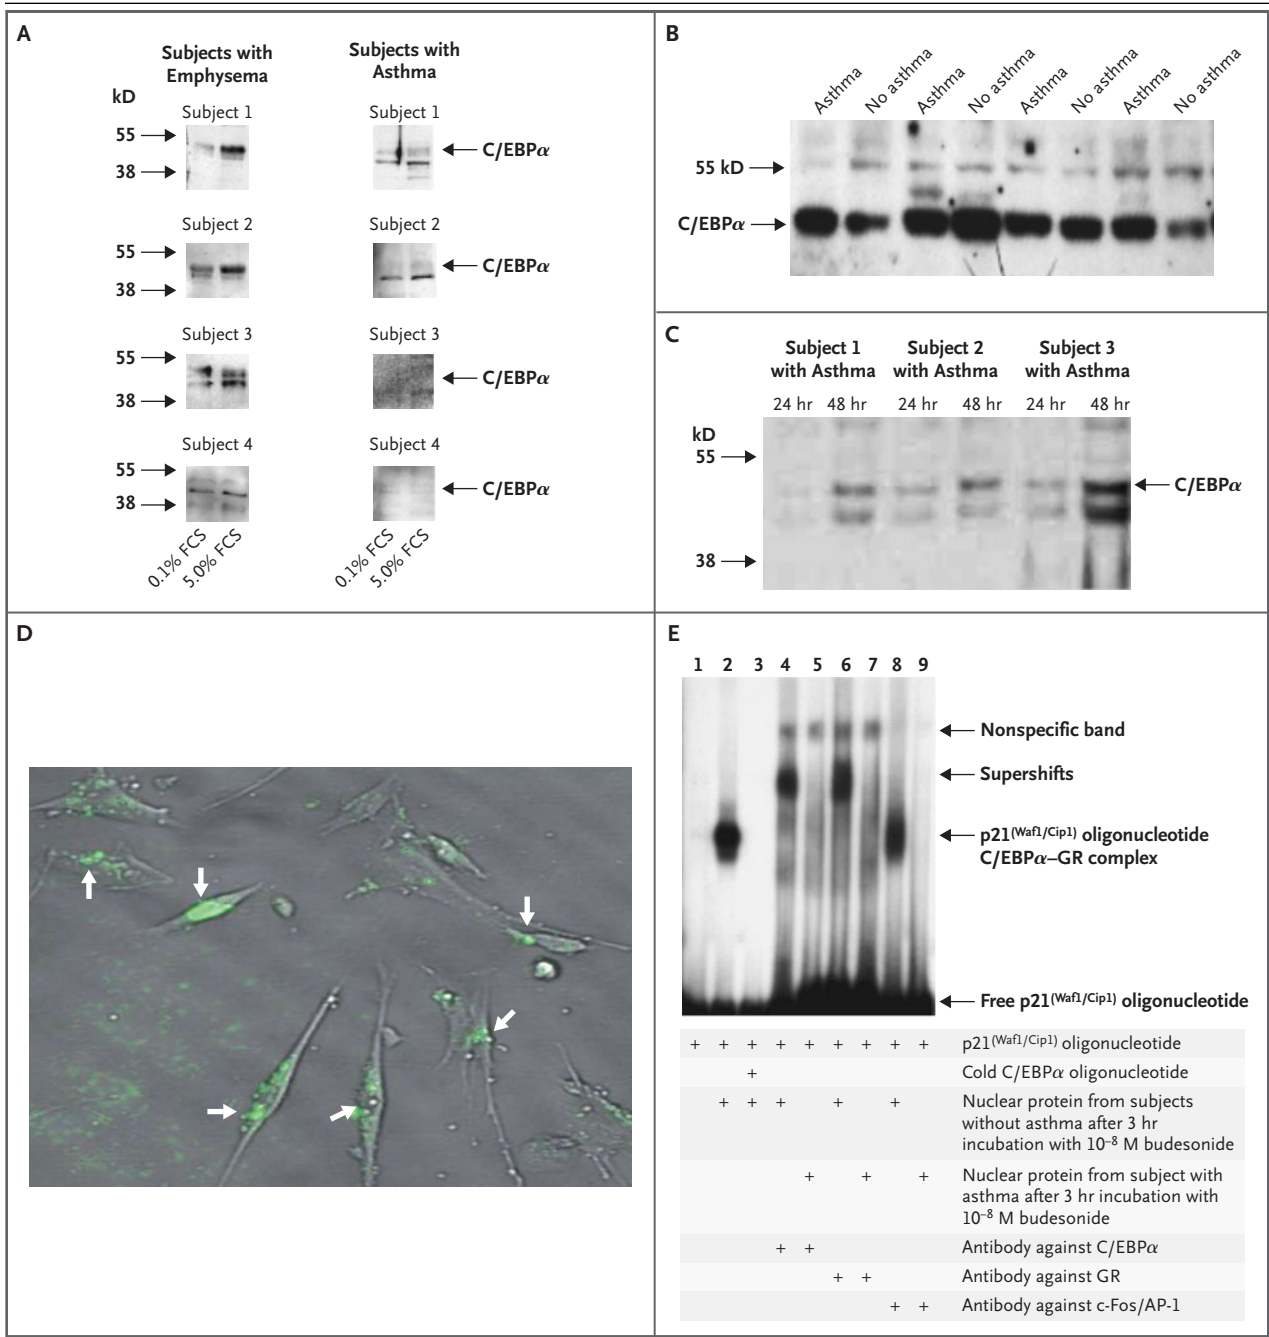 A
Subjects with
Emphysema
Subjects with
Asthma
kD
Subject 1
Subject 1
55
38
C/EBPα
Subject 2
Subject 2
55
38
C/EBPα
Subject 3
Subject 3
55
38
C/EBPα
Subject 4
Subject 4
55
38
C/EBPα
0.1% FCS
5.0% FCS
0.1% FCS
5.0% FCS
B
Asthma
No asthma
Asthma
No asthma
Asthma
No asthma
Asthma
No asthma
55 kD
C/EBPα
C
Subject 1
with Asthma
Subject 2
with Asthma
Subject 3
with Asthma
24 hr 48 hr 24 hr 48 hr 24 hr 48 hr
kD
55
C/EBPα
38
D
E
1 2 3 4 5 6 7 8 9
Nonspecific band
Supershifts
p21(Waf1/Cip1) oligonucleotide
C/EBPα–GR complex
Free p21(Waf1/Cip1) oligonucleotide
+ + + + + + + + + p21(Waf1/Cip1) oligonucleotide
+ Cold C/EBPα oligonucleotide
+ + + + + Nuclear protein from subjects
without asthma after 3 hr
incubation with 10–8 M budesonide
+ + + Nuclear protein from subject with
asthma after 3 hr incubation with
10–8 M budesonide
+ + Antibody against C/EBPα
+ + Antibody against GR
+ + Antibody against c-Fos/AP-1